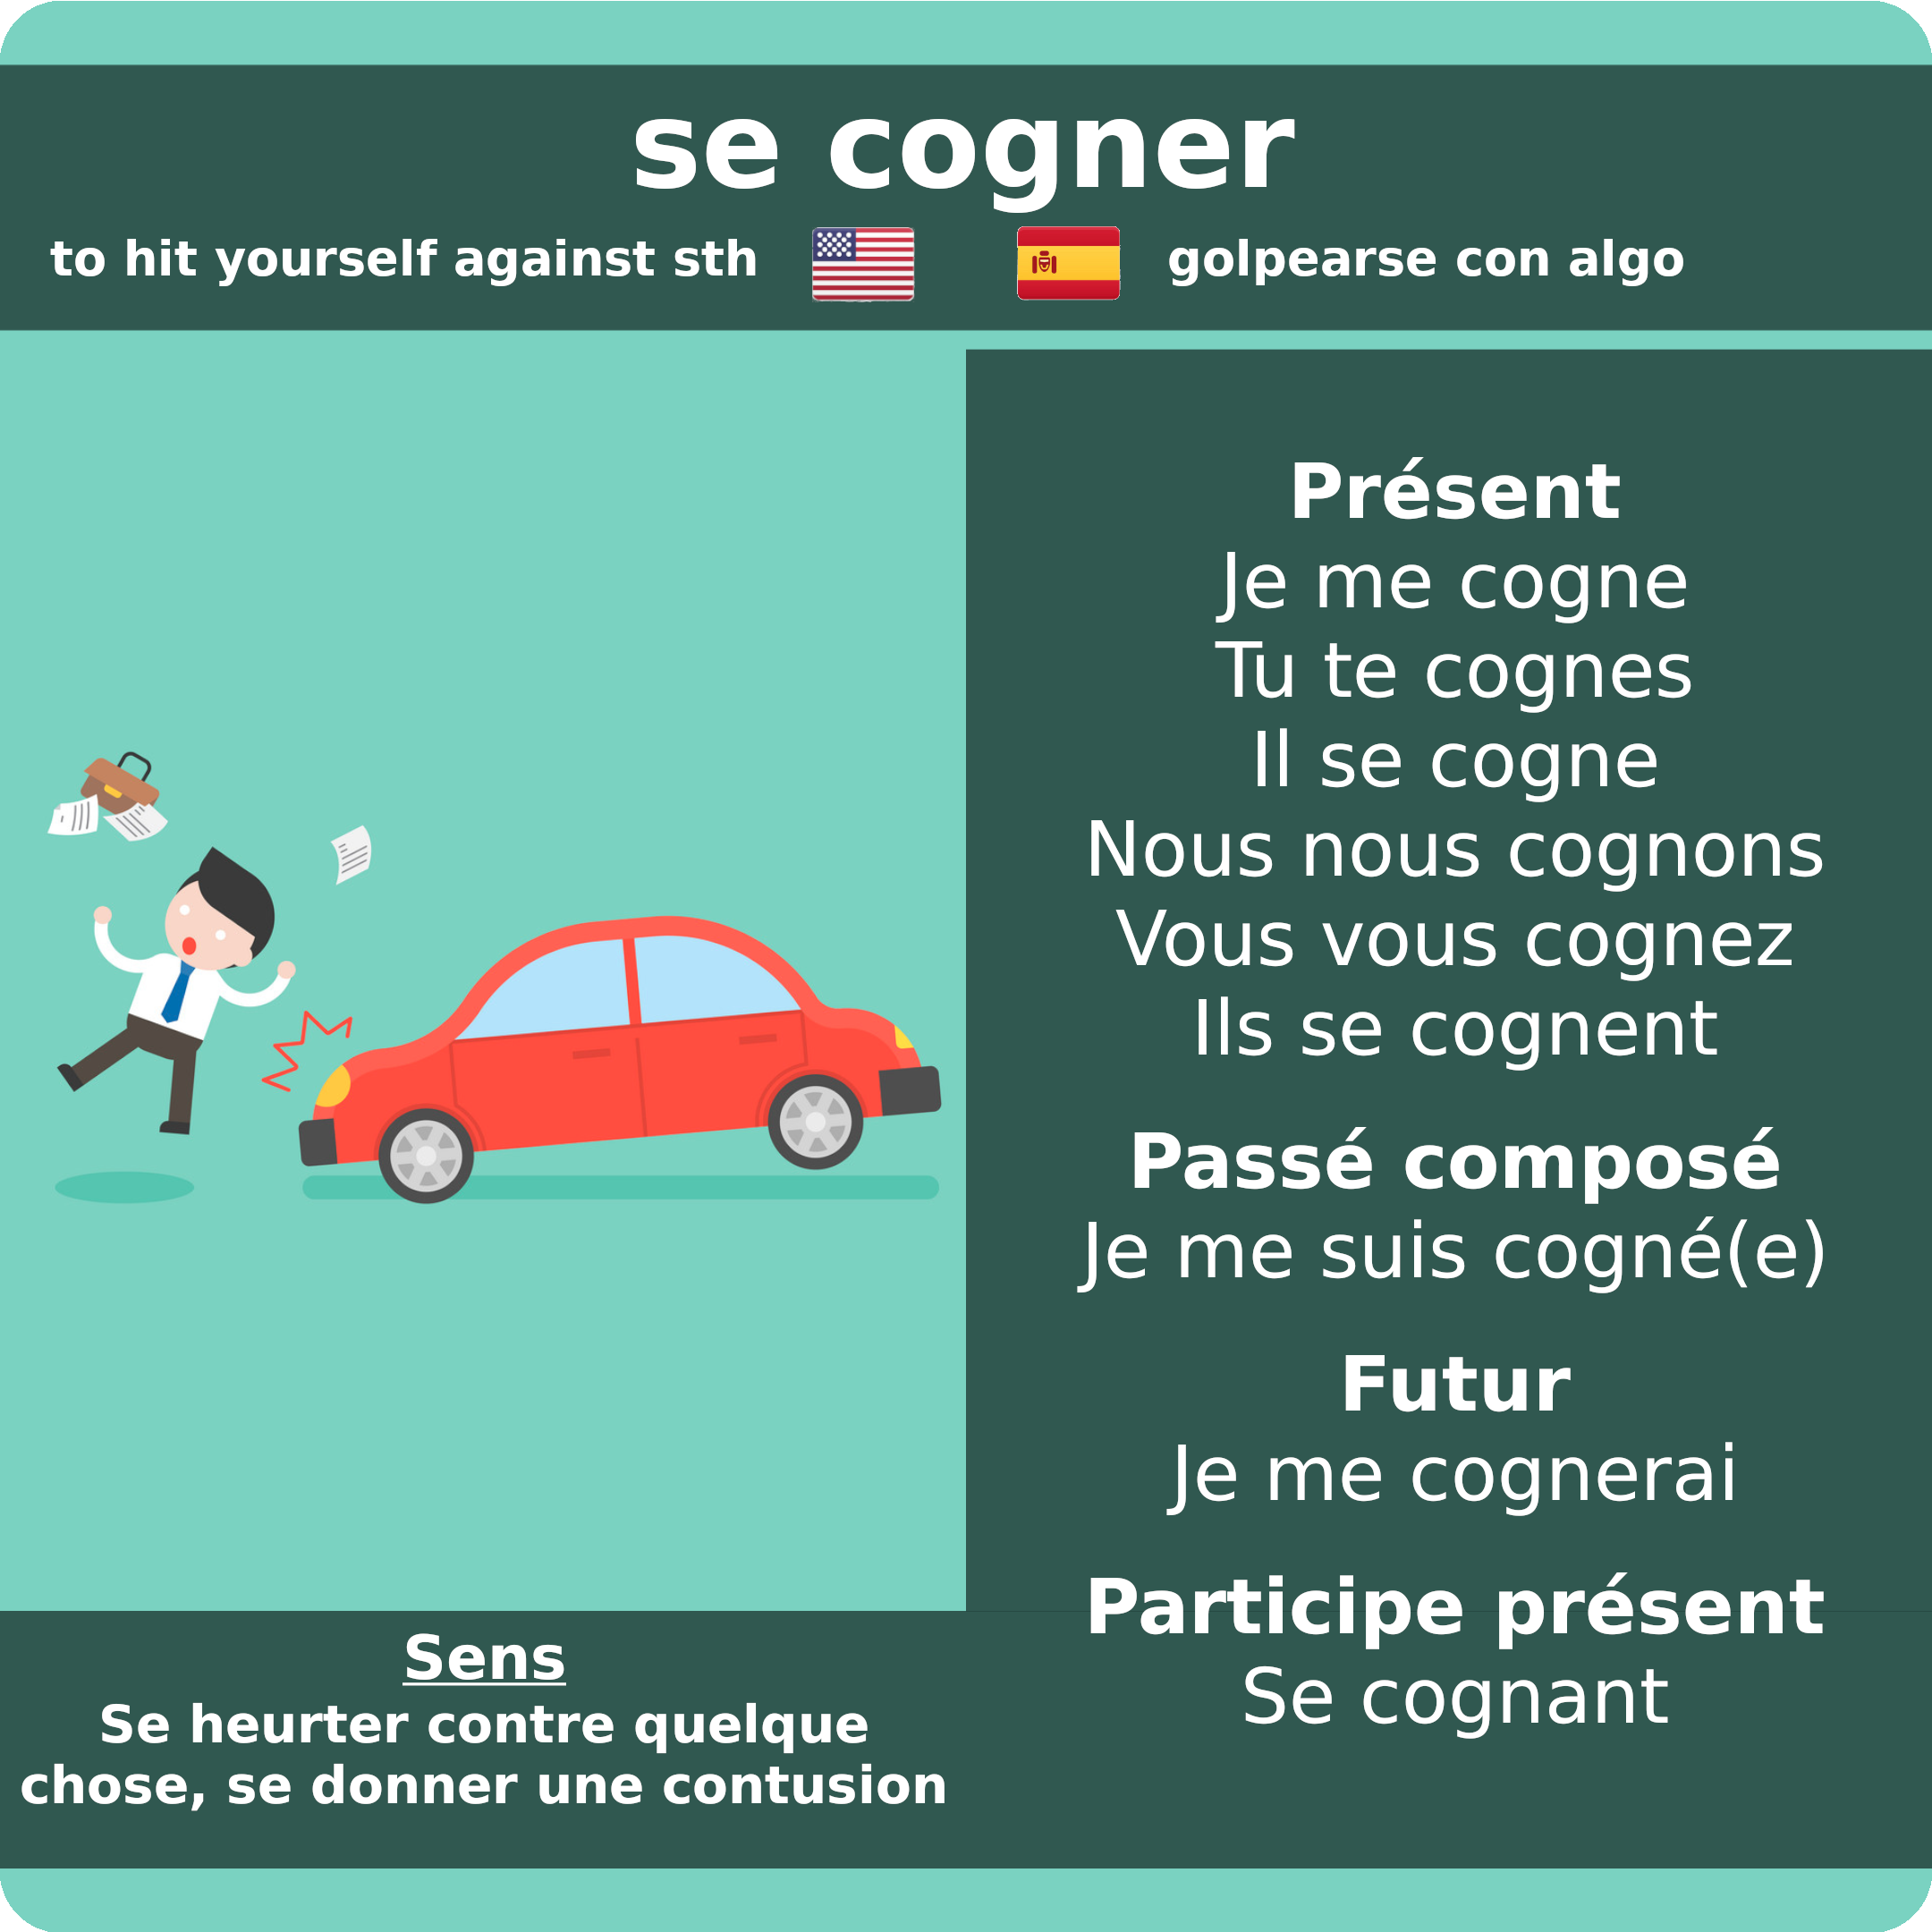 se cogner
to hit yourself against sth
golpearse con algo
Présent
Je me cogne
Tu te cognes
Il se cogne
Nous nous cognons
Vous vous cognez
Ils se cognent
Passé composé
Je me suis cogné(e)
Futur
Je me cognerai
Participe présent
Se cognant
Sens
Se heurter contre quelque
chose, se donner une contusion